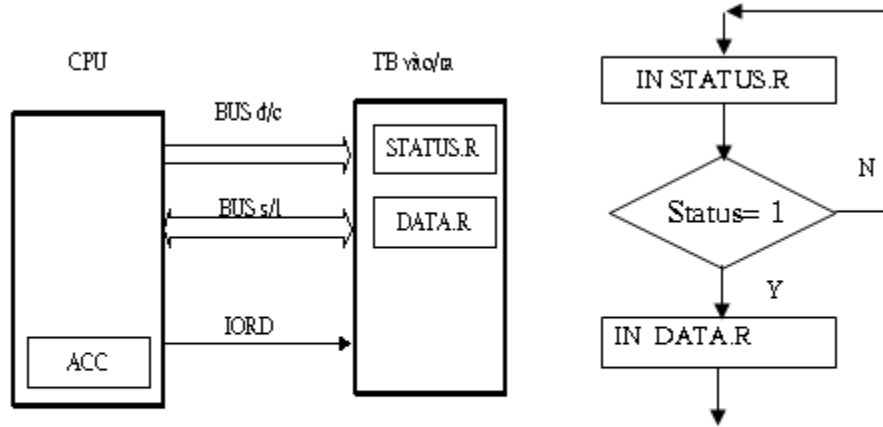 CPU
TB vào/ra
BUS đ/c
STATUS.R
BUS s/l
DATA.R
IORD
ACC
IN STATUS.R
N
Status= 1
Y
IN DATA.R